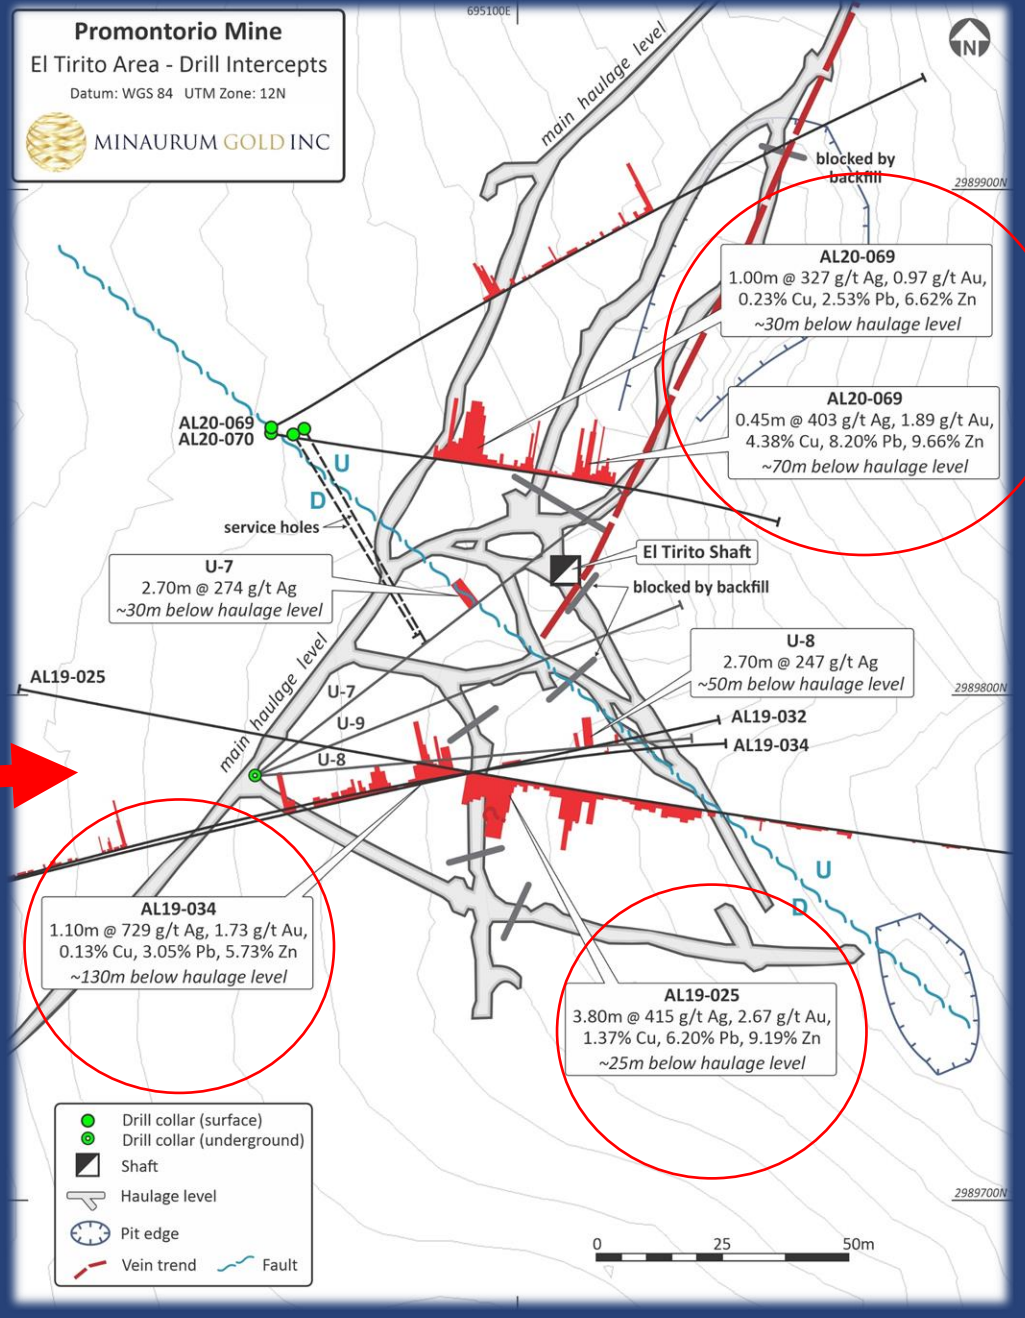 Promontorio Mine
El Tirito Area - Drill Intercepts
Datum: WGS 84 UTM Zone: 12N
MINAURUM GOLD INC
695100E
N
main haulage level
blocked by
backfill
2989900N
AL20-069
1.00m @ 327 g/t Ag, 0.97 g/t Au,
0.23% Cu, 2.53% Pb, 6.62% Zn
~30m below haulage level
AL20-069
0.45m @ 403 g/t Ag, 1.89 g/t Au,
4.38% Cu, 8.20% Pb, 9.66% Zn
~70m below haulage level
AL20-069
AL20-070
U
D
service holes
El Tirito Shaft
U-7
2.70m @ 274 g/t Ag
~30m below haulage level
blocked by backfill
U-8
2.70m @ 247 g/t Ag
~50m below haulage level
AL19-025
main haulage level
U-7
U-9
U-8
2989800N
AL19-032
AL19-034
U
D
AL19-034
1.10m @ 729 g/t Ag, 1.73 g/t Au,
0.13% Cu, 3.05% Pb, 5.73% Zn
~130m below haulage level
AL19-025
3.80m @ 415 g/t Ag, 2.67 g/t Au,
1.37% Cu, 6.20% Pb, 9.19% Zn
~25m below haulage level
Drill collar (surface)
Drill collar (underground)
Shaft
Haulage level
Pit edge
Vein trend
Fault
2989700N
0 25 50m